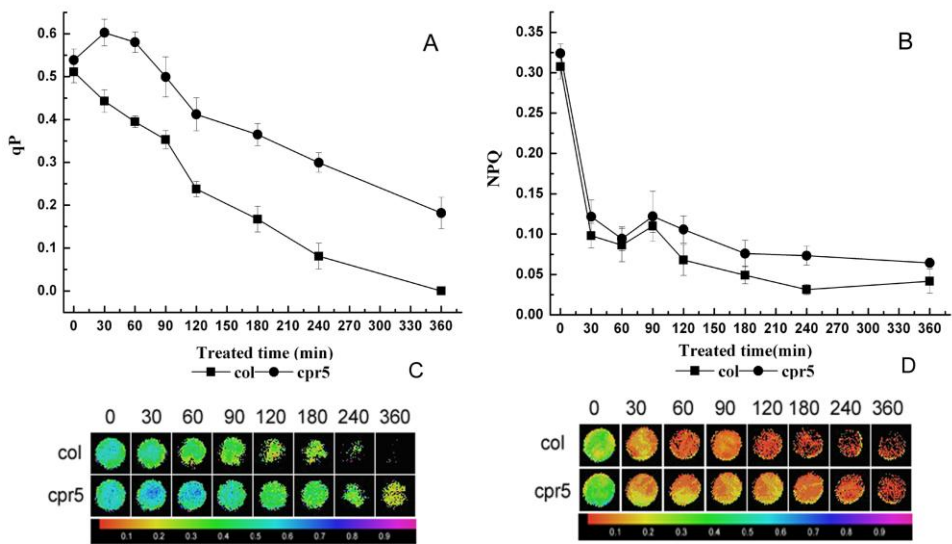 A
0.6
0.5
0.4
0.3
0.2
0.1
0.0
qP
0 30 60 90 120 150 180 210 240 270 300 330 360
Treated time (min)
col cpr5
B
0.35
0.30
0.25
0.20
0.15
0.10
0.05
0.00
NPQ
0 30 60 90 120 150 180 210 240 270 300 330 360
Treated time(min)
col cpr5
C
0 30 60 90 120 180 240 360
col
cpr5
0.1 0.2 0.3 0.4 0.5 0.6 0.7 0.8 0.9
D
0 30 60 90 120 180 240 360
col
cpr5
0.1 0.2 0.3 0.4 0.5 0.6 0.7 0.8 0.9